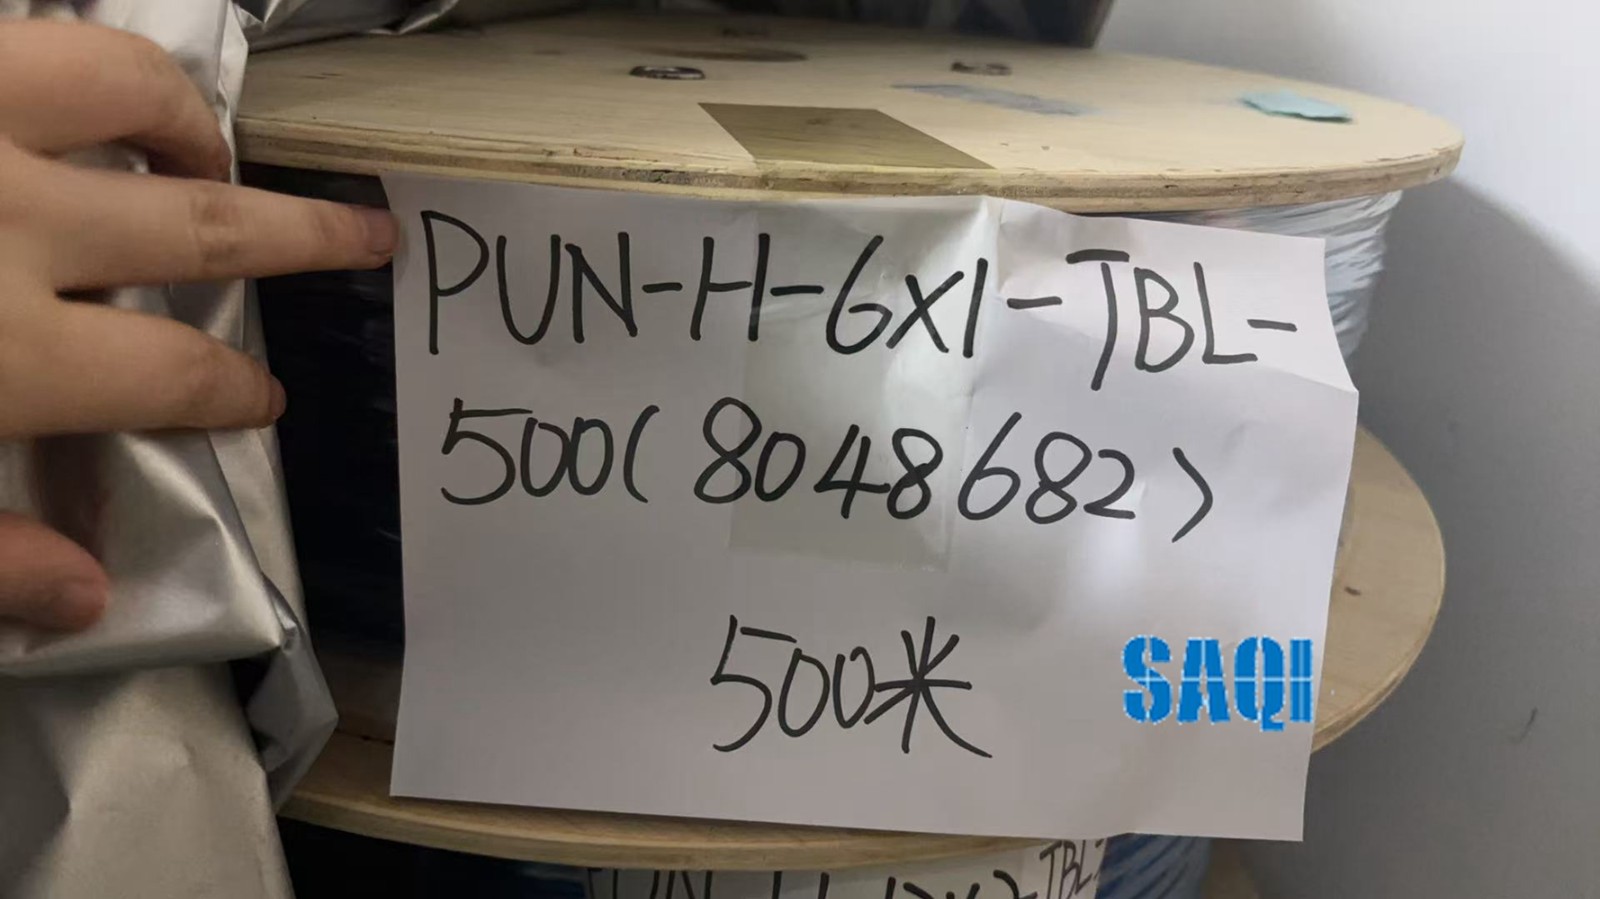 PUN-H-6X1-TBL-
500(8048682)
500米
SAQI